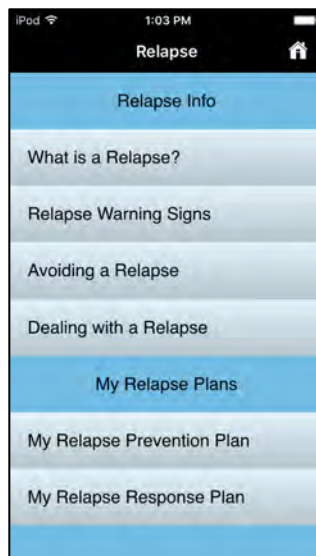 iPod 1:03 PM
Relapse
Relapse Info
What is a Relapse?
Relapse Warning Signs
Avoiding a Relapse
Dealing with a Relapse
My Relapse Plans
My Relapse Prevention Plan
My Relapse Response Plan